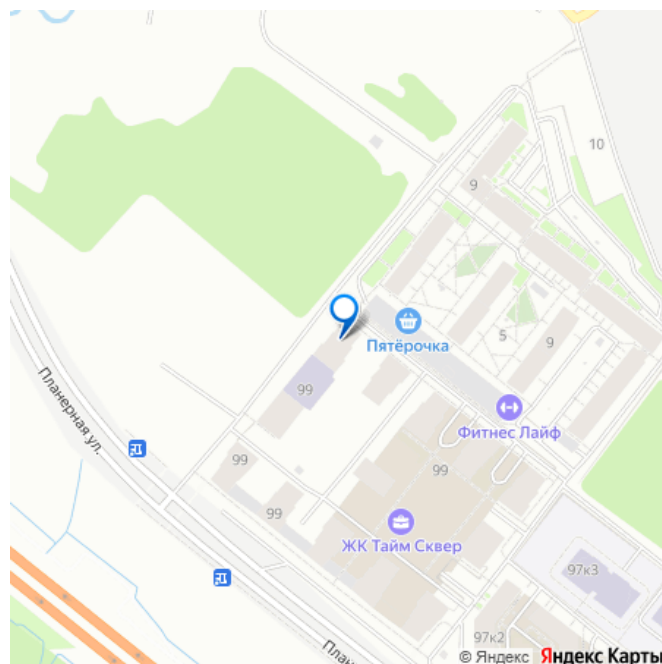 10
9
Пятёрочка
5
9
99
Планерная ул.
Фитнес Лайф
99
99
99
ЖК Тайм Сквер
97к3
97к2
План
© Яндекс Яндекс Карты